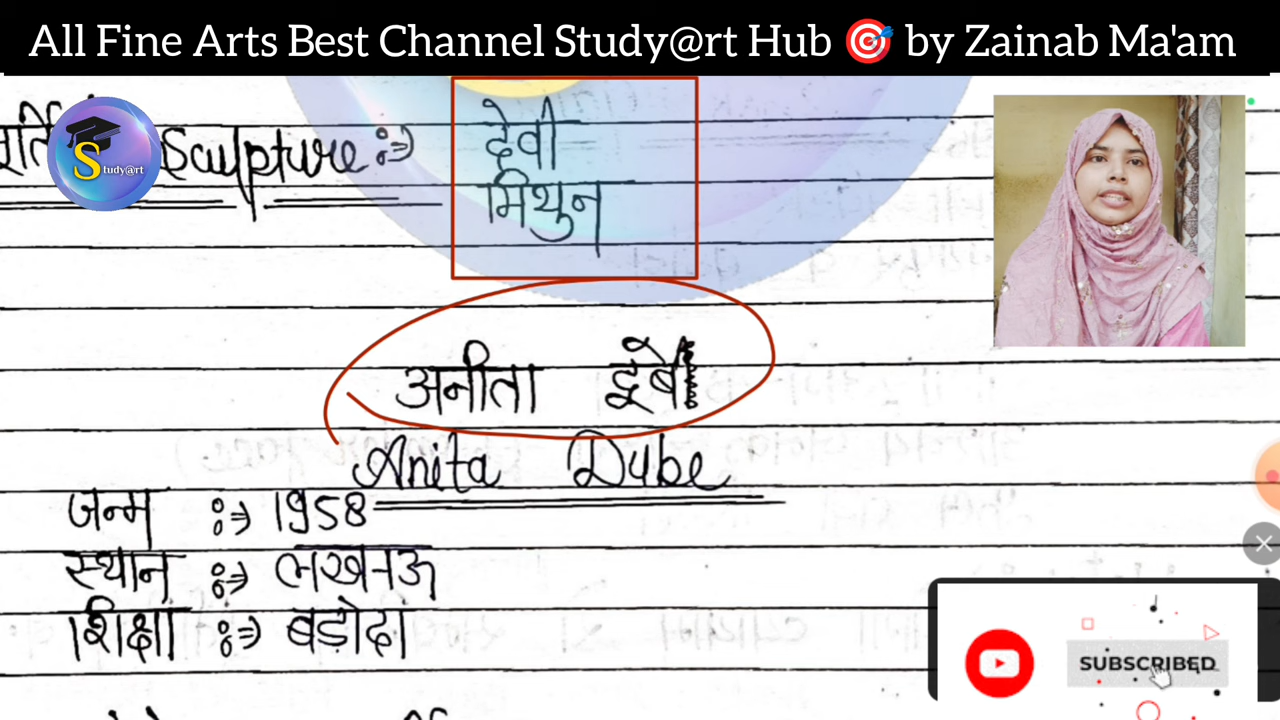 All Fine Arts Best Channel Study@rt Hub 🎯 by Zainab Ma'am
Study@rt
Sculpture :⇒
देवी
मिथुन
अनीता
Anita Dube
जन्म :⇒ 1958
स्थान :⇒ लखनऊ
शिक्षा :⇒ बड़ोदा
SUBSCRIBED